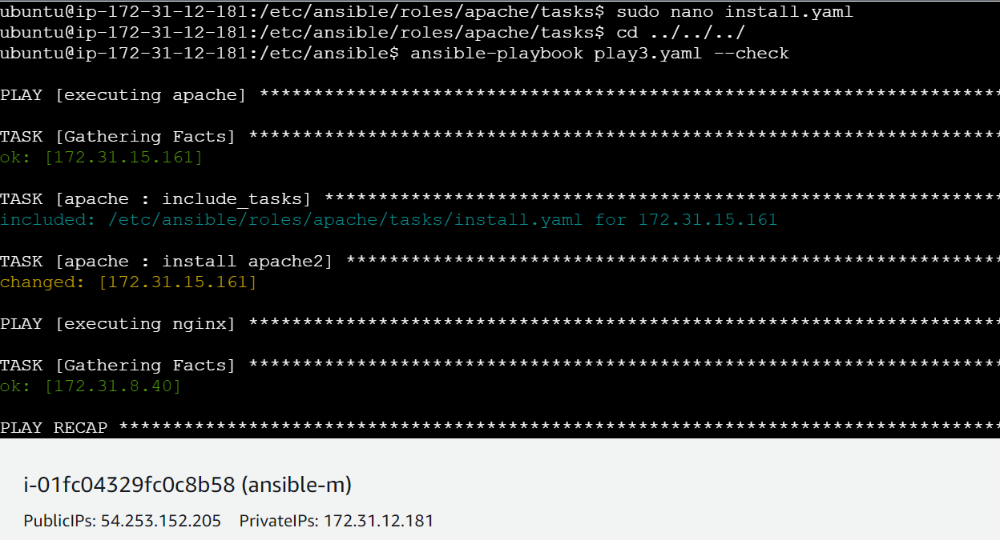 ubuntu@ip-172-31-12-181:/etc/ansible/roles/apache/tasks$ sudo nano install.yaml
ubuntu@ip-172-31-12-181:/etc/ansible/roles/apache/tasks$ cd ../../../
ubuntu@ip-172-31-12-181:/etc/ansible$ ansible-playbook play3.yaml --check
PLAY [executing apache] ********************************************************************
TASK [Gathering Facts] *********************************************************************
ok: [172.31.15.161]
TASK [apache : include_tasks] **************************************************************
included: /etc/ansible/roles/apache/tasks/install.yaml for 172.31.15.161
TASK [apache : install apache2] ************************************************************
changed: [172.31.15.161]
PLAY [executing nginx] *********************************************************************
TASK [Gathering Facts] *********************************************************************
ok: [172.31.8.40]
PLAY RECAP *********************************************************************************
i-01fc04329fc0c8b58 (ansible-m)
PublicIPs: 54.253.152.205 PrivateIPs: 172.31.12.181